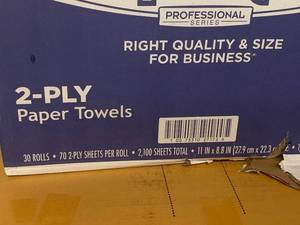 PROFESSIONAL
SERIES
RIGHT QUALITY & SIZE
FOR BUSINESS*
2-PLY
Paper Towels
30 ROLLS • 70 2-PLY SHEETS PER ROLL • 2,100 SHEETS TOTAL • 11 IN x 8.8 IN (27.9 cm x 22.3